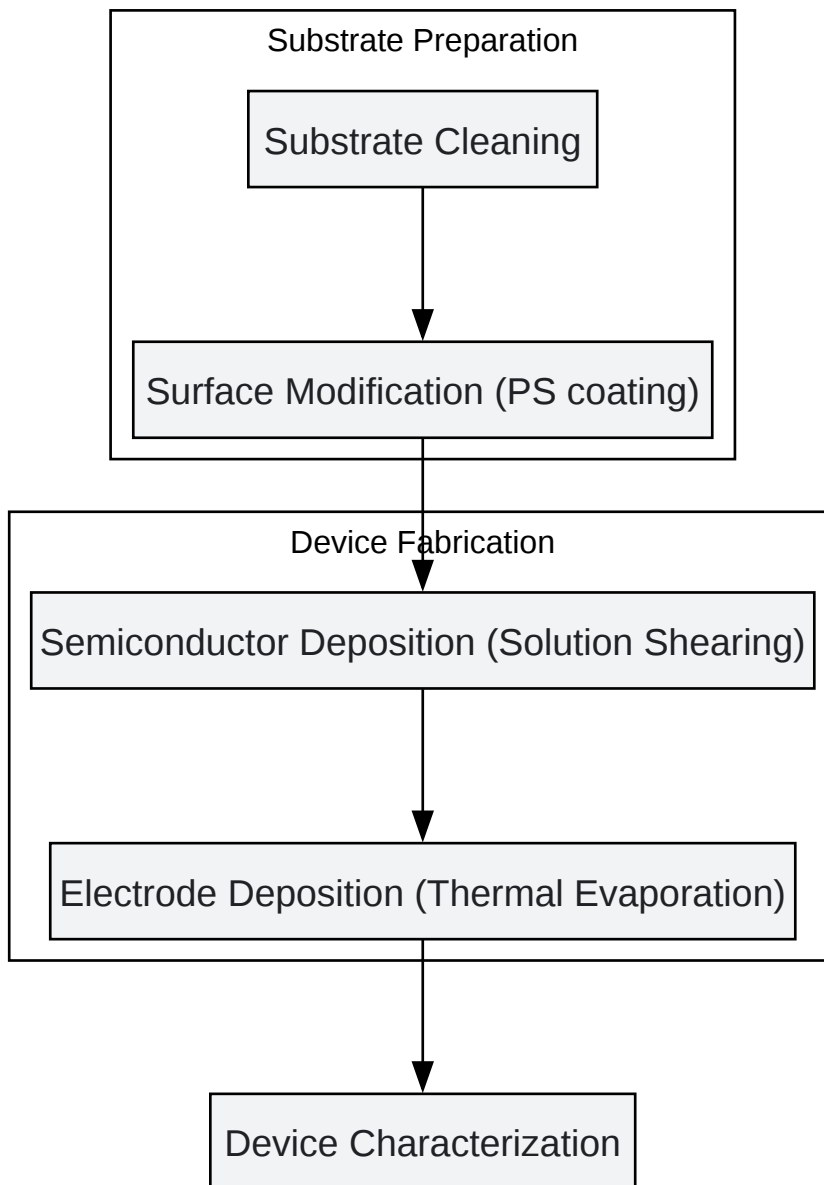 Substrate Preparation
Substrate Cleaning
Surface Modification (PS coating)
Device Fabrication
Semiconductor Deposition (Solution Shearing)
Electrode Deposition (Thermal Evaporation)
Device Characterization